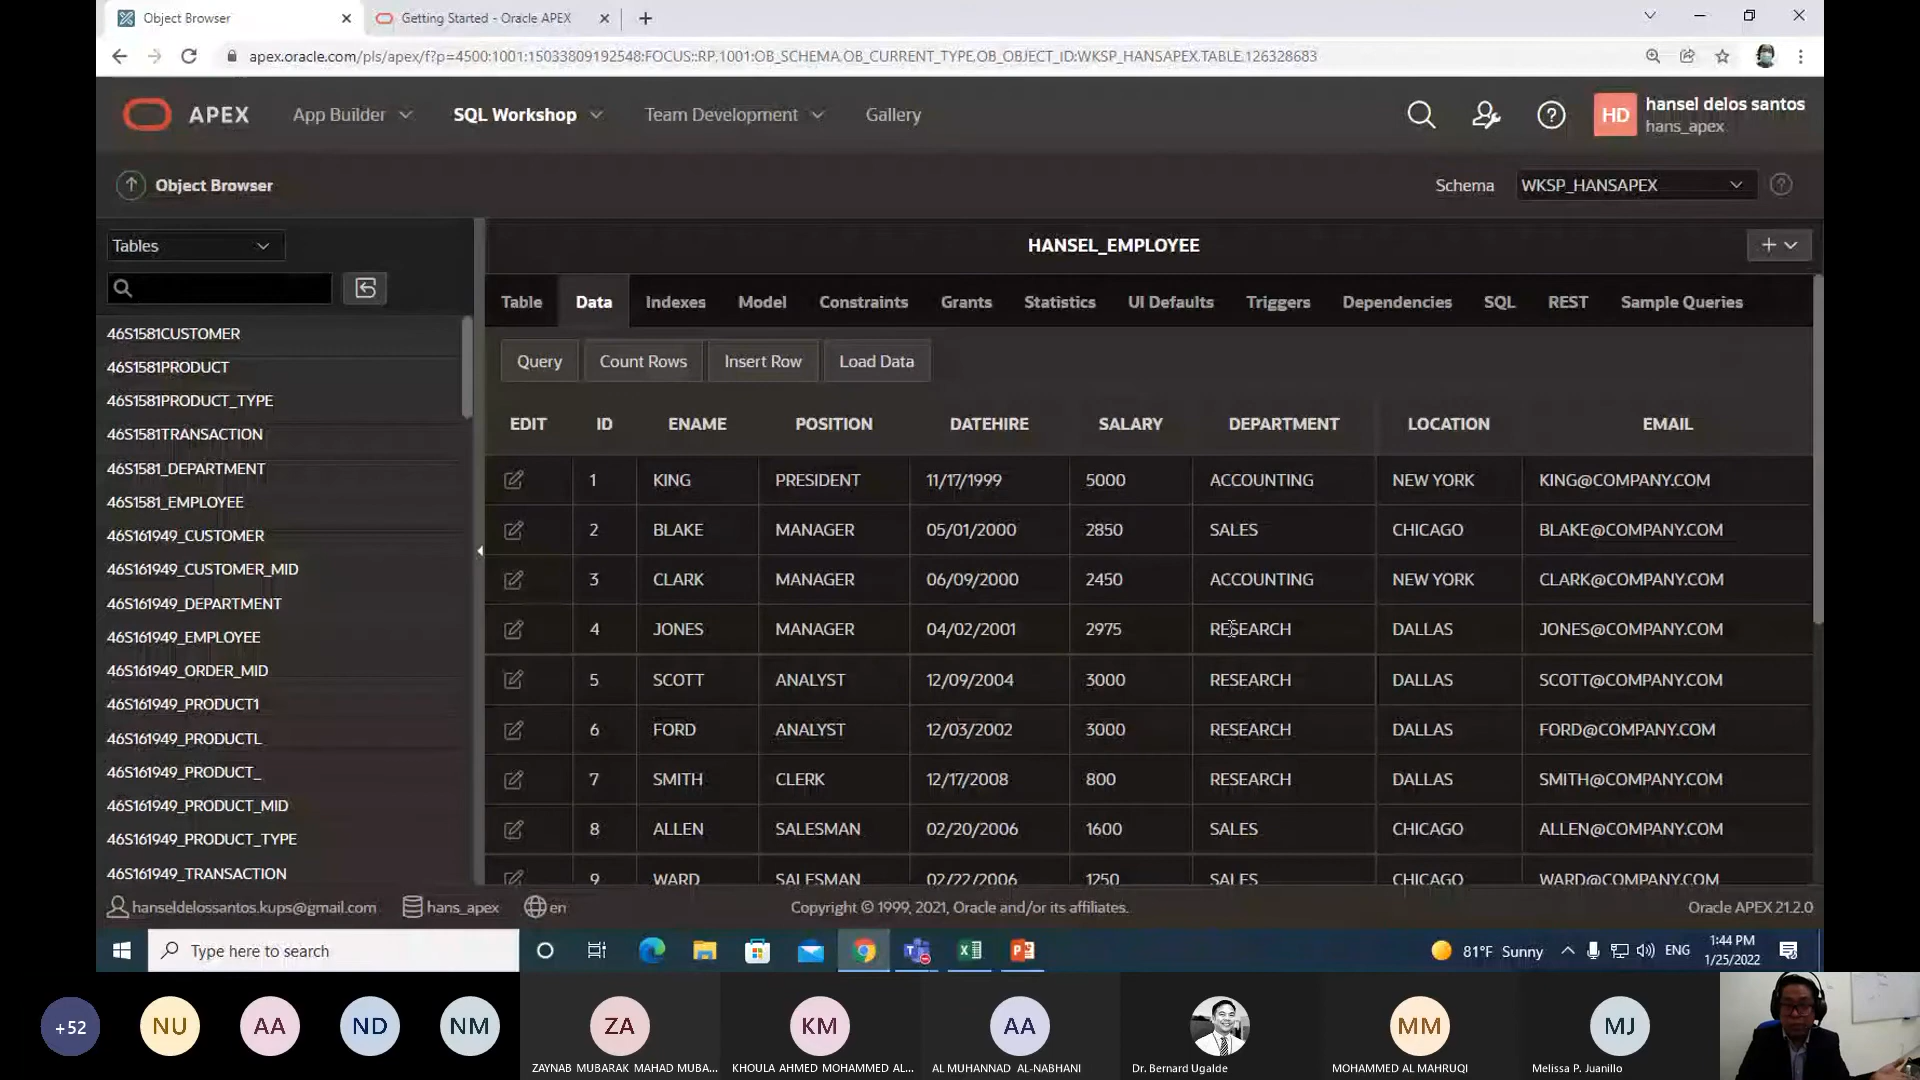 Object Browser
Getting Started - Oracle APEX
apex.oracle.com/pls/apex/f?p=4500:1001:15033809192548:FOCUS::RP,1001:OB_SCHEMA,OB_CURRENT_TYPE,OB_OBJECT_ID:WKSP_HANSAPEX,TABLE,126328683
APEX App Builder SQL Workshop Team Development Gallery
HD hansel delos santos
hans_apex
Object Browser
Schema WKSP_HANSAPEX
Tables
46S1581CUSTOMER
46S1581PRODUCT
46S1581PRODUCT_TYPE
46S1581TRANSACTION
46S1581_DEPARTMENT
46S1581_EMPLOYEE
46S161949_CUSTOMER
46S161949_CUSTOMER_MID
46S161949_DEPARTMENT
46S161949_EMPLOYEE
46S161949_ORDER_MID
46S161949_PRODUCT1
46S161949_PRODUCTL
46S161949_PRODUCT_
46S161949_PRODUCT_MID
46S161949_PRODUCT_TYPE
46S161949_TRANSACTION
HANSEL_EMPLOYEE
Table Data Indexes Model Constraints Grants Statistics UI Defaults Triggers Dependencies SQL REST Sample Queries
Query Count Rows Insert Row Load Data
EDIT ID ENAME POSITION DATEHIRE SALARY DEPARTMENT LOCATION EMAIL
1 KING PRESIDENT 11/17/1999 5000 ACCOUNTING NEW YORK KING@COMPANY.COM
2 BLAKE MANAGER 05/01/2000 2850 SALES CHICAGO BLAKE@COMPANY.COM
3 CLARK MANAGER 06/09/2000 2450 ACCOUNTING NEW YORK CLARK@COMPANY.COM
4 JONES MANAGER 04/02/2001 2975 RESEARCH DALLAS JONES@COMPANY.COM
5 SCOTT ANALYST 12/09/2004 3000 RESEARCH DALLAS SCOTT@COMPANY.COM
6 FORD ANALYST 12/03/2002 3000 RESEARCH DALLAS FORD@COMPANY.COM
7 SMITH CLERK 12/17/2008 800 RESEARCH DALLAS SMITH@COMPANY.COM
8 ALLEN SALESMAN 02/20/2006 1600 SALES CHICAGO ALLEN@COMPANY.COM
9 WARD SALESMAN 02/22/2006 1250 SALES CHICAGO WARD@COMPANY.COM
hanseldelossantos.kups@gmail.com hans_apex en
Copyright © 1999, 2021, Oracle and/or its affiliates.
Oracle APEX 21.2.0
Type here to search
81°F Sunny ENG
1:44 PM
1/25/2022
+52 NU AA ND NM ZA KM AA MM MJ
ZAYNAB MUBARAK MAHAD MUBA...
KHOULA AHMED MOHAMMED AL...
AL MUHANNAD AL-NABHANI
Dr. Bernard Ugalde
MOHAMMED AL MAHRUQI
Melissa P. Juanillo